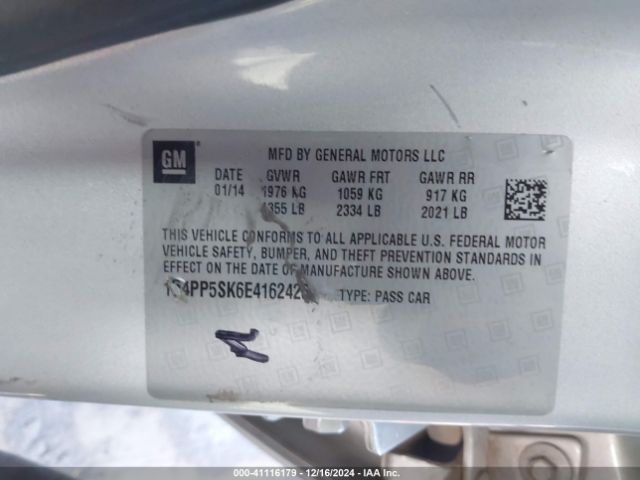 GM
MFD BY GENERAL MOTORS LLC
DATE GVWR GAWR FRT GAWR RR
01/14 1976 KG 1059 KG 917 KG
2334 LB 2021 LB
THIS VEHICLE CONFORMS TO ALL APPLICABLE U.S. FEDERAL MOTOR
VEHICLE SAFETY, BUMPER, AND THEFT PREVENTION STANDARDS IN
EFFECT ON THE DATE OF MANUFACTURE SHOWN ABOVE.
TYPE: PASS CAR
000-41116179 - 12/16/2024 - IAA Inc.